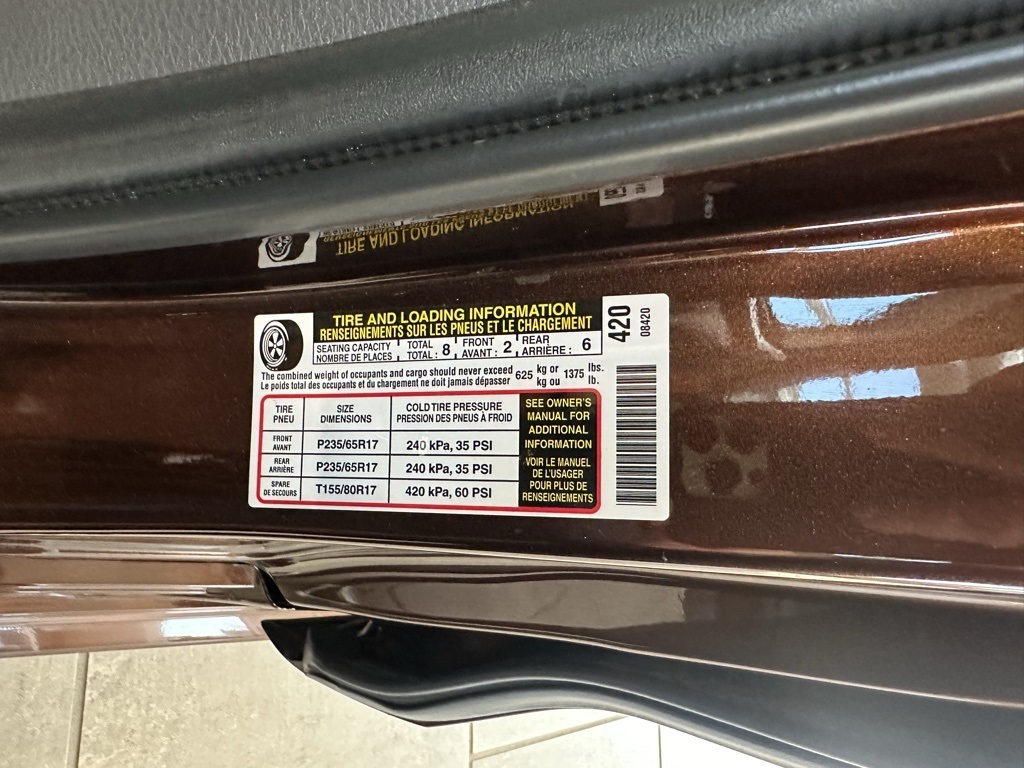 TIRE AND LOADING INFORMATION
RENSEIGNEMENTS SUR LES PNEUS ET LE CHARGEMENT
SEATING CAPACITY
NOMBRE DE PLACES
TOTAL
TOTAL : 8
FRONT
AVANT : 2
REAR
ARRIÈRE : 6
The combined weight of occupants and cargo should never exceed 625 kg or 1375 lbs.
Le poids total des occupants et du chargement ne doit jamais dépasser kg ou lb.
TIRE
PNEU
SIZE
DIMENSIONS
COLD TIRE PRESSURE
PRESSION DES PNEUS À FROID
FRONT
AVANT
P235/65R17
240 kPa, 35 PSI
REAR
ARRIÈRE
P235/65R17
240 kPa, 35 PSI
SPARE
DE SECOURS
T155/80R17
420 kPa, 60 PSI
SEE OWNER'S
MANUAL FOR
ADDITIONAL
INFORMATION
VOIR LE MANUEL
DE L'USAGER
POUR PLUS DE
RENSEIGNEMENTS
420
08420
TIRE AND LOADING INFORMATION